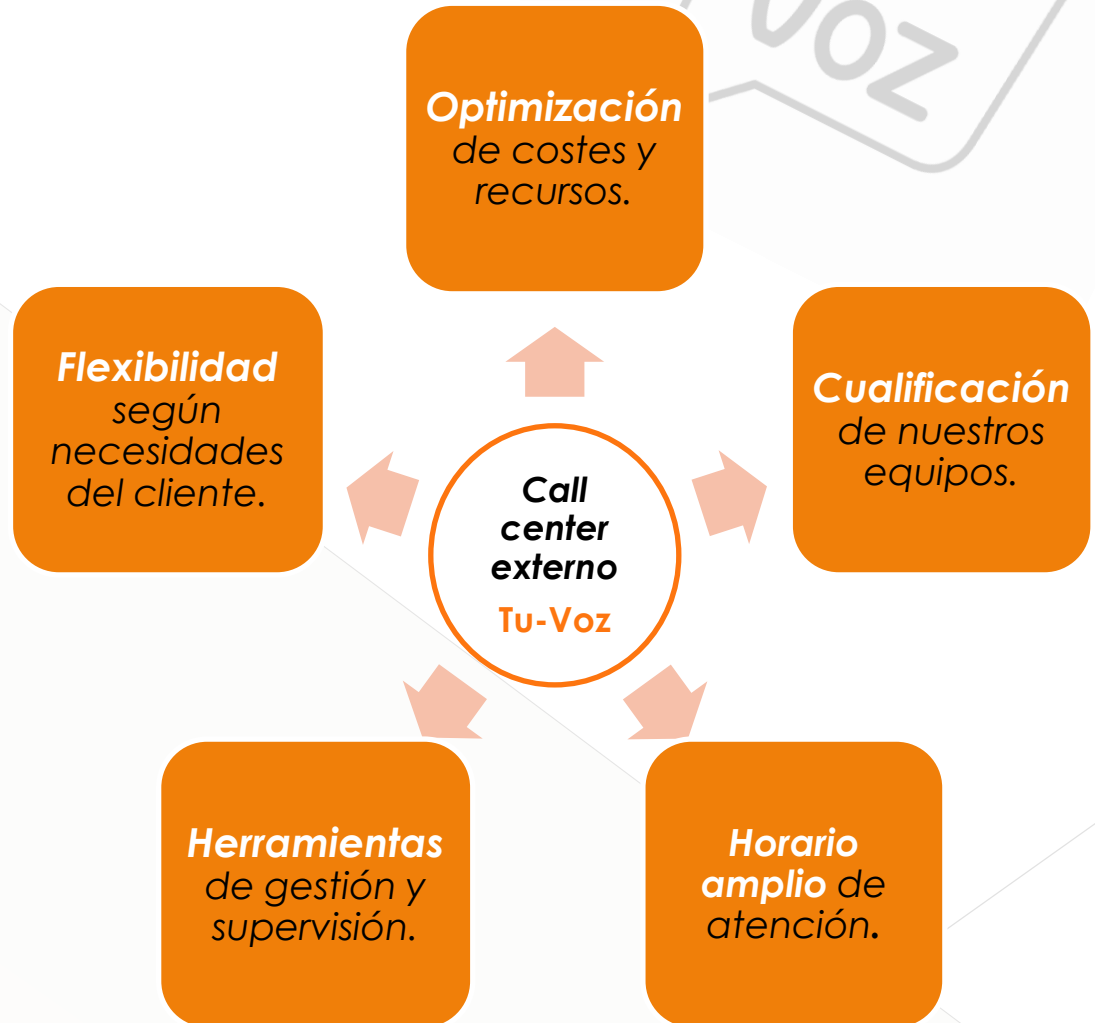 VOZ
Optimización
de costes y
recursos.
Flexibilidad
según
necesidades
del cliente.
Cualificación
de nuestros
equipos.
Call
center
externo
Tu-Voz
Herramientas
de gestión y
supervisión.
Horario
amplio de
atención.